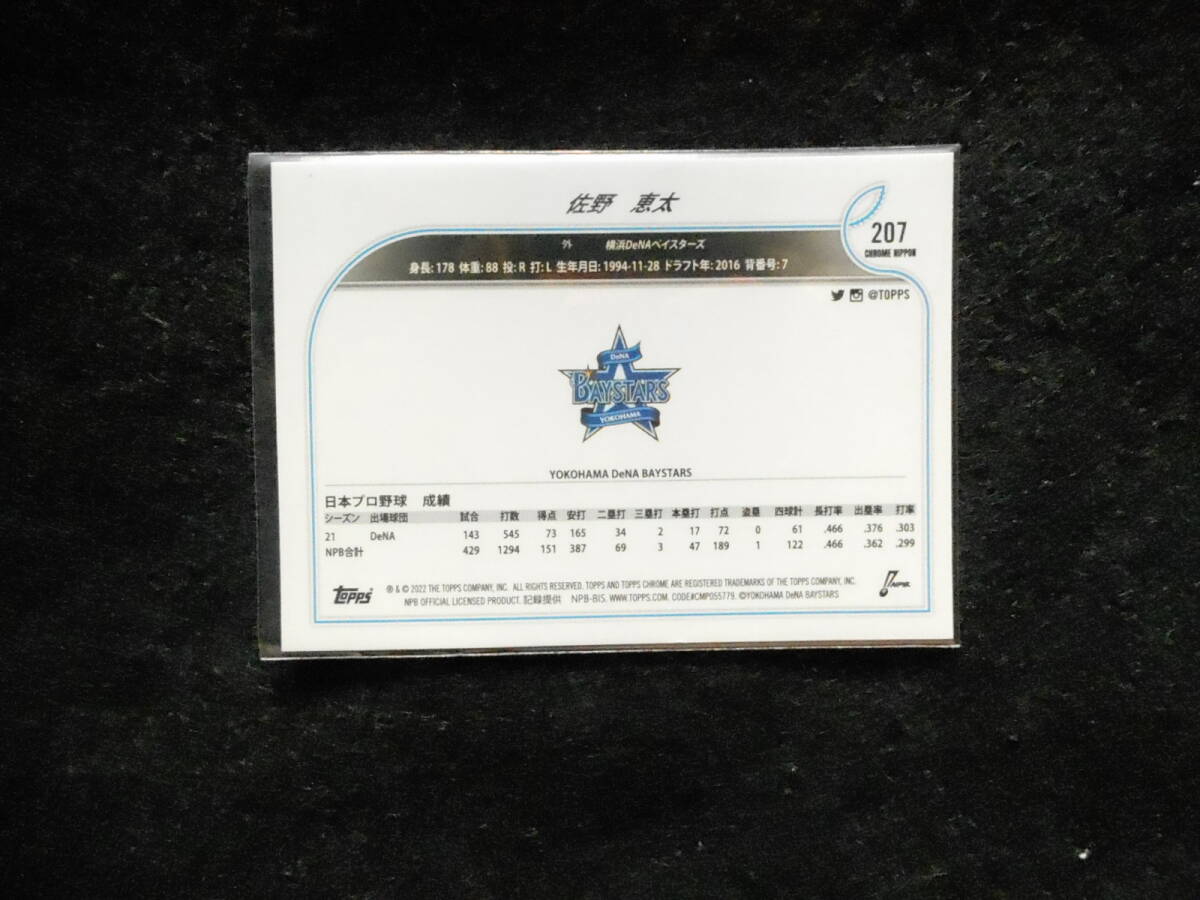 佐野 恵太
207
CHROME NIPPON
外 横浜DeNAベイスターズ
身長: 178 体重: 88 投: R 打: L 生年月日: 1994-11-28 ドラフト年: 2016 背番号: 7
@TOPPS
DeNA
BAYSTARS
YOKOHAMA
YOKOHAMA DeNA BAYSTARS
日本プロ野球 成績
シーズン 出場球団 試合 打数 得点 安打 二塁打 三塁打 本塁打 打点 盗塁 四球計 長打率 出塁率 打率
21 DeNA 143 545 73 165 34 2 17 72 0 61 .466 .376 .303
NPB合計 429 1294 151 387 69 3 47 189 1 122 .466 .362 .299
Topps
® & © 2022 THE TOPPS COMPANY, INC. ALL RIGHTS RESERVED. TOPPS AND TOPPS CHROME ARE REGISTERED TRADEMARKS OF THE TOPPS COMPANY, INC.
NPB OFFICIAL LICENSED PRODUCT. 記録提供 NPB-BIS. WWW.TOPPS.COM. CODE#CMP055779. ©YOKOHAMA DeNA BAYSTARS
NPB